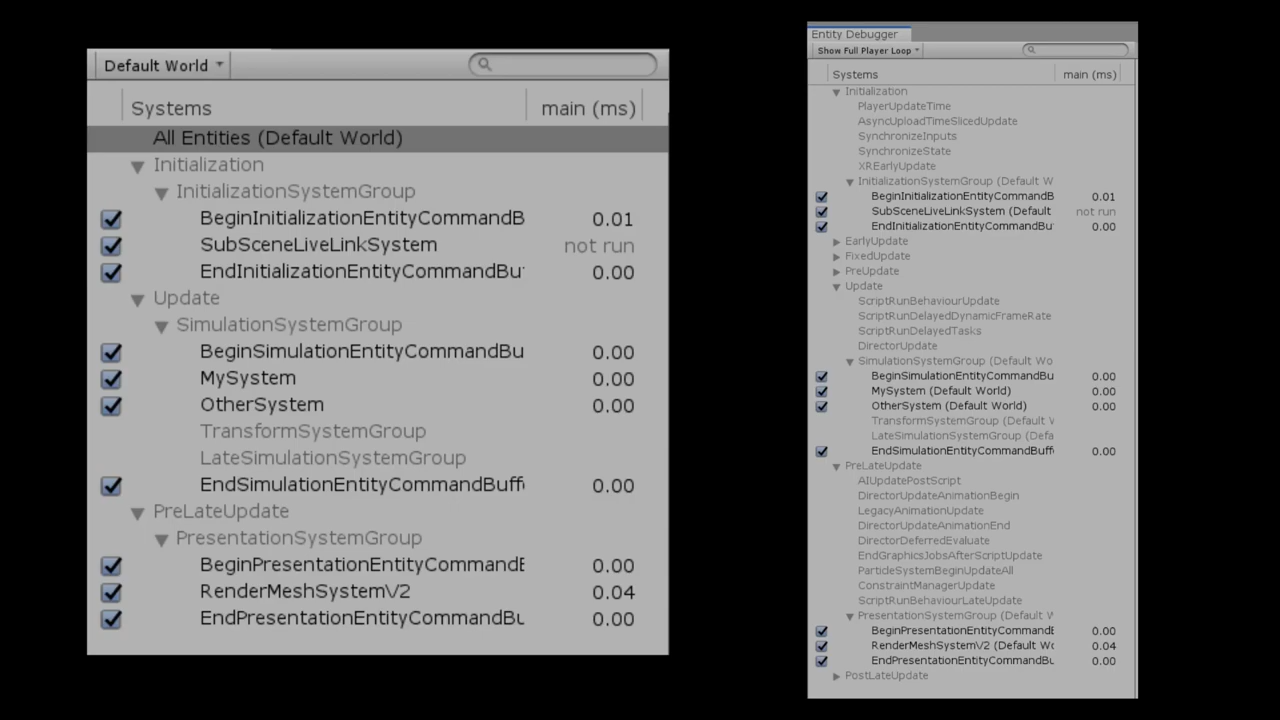 Default World
Systems main (ms)
All Entities (Default World)
Initialization
InitializationSystemGroup
BeginInitializationEntityCommandB 0.01
SubSceneLiveLinkSystem not run
EndInitializationEntityCommandBu 0.00
Update
SimulationSystemGroup
BeginSimulationEntityCommandBu 0.00
MySystem 0.00
OtherSystem 0.00
TransformSystemGroup
LateSimulationSystemGroup
EndSimulationEntityCommandBuff 0.00
PreLateUpdate
PresentationSystemGroup
BeginPresentationEntityCommandB 0.00
RenderMeshSystemV2 0.04
EndPresentationEntityCommandBu 0.00
Entity Debugger
Show Full Player Loop
Systems main (ms)
Initialization
PlayerUpdateTime
AsyncUploadTimeSlicedUpdate
SynchronizeInputs
SynchronizeState
XREarlyUpdate
InitializationSystemGroup (Default W
BeginInitializationEntityCommandB 0.01
SubSceneLiveLinkSystem (Default not run
EndInitializationEntityCommandBu 0.00
EarlyUpdate
FixedUpdate
PreUpdate
Update
ScriptRunBehaviourUpdate
ScriptRunDelayedDynamicFrameRate
ScriptRunDelayedTasks
DirectorUpdate
SimulationSystemGroup (Default Wo
BeginSimulationEntityCommandBu 0.00
MySystem (Default World) 0.00
OtherSystem (Default World) 0.00
TransformSystemGroup (Default W
LateSimulationSystemGroup (Defa
EndSimulationEntityCommandBuff 0.00
PreLateUpdate
AIUpdatePostScript
DirectorUpdateAnimationBegin
LegacyAnimationUpdate
DirectorUpdateAnimationEnd
DirectorDeferredEvaluate
EndGraphicsJobsAfterScriptUpdate
ParticleSystemBeginUpdateAll
ConstraintManagerUpdate
ScriptRunBehaviourLateUpdate
PresentationSystemGroup (Default W
BeginPresentationEntityCommandB 0.00
RenderMeshSystemV2 (Default Wo 0.04
EndPresentationEntityCommandBu 0.00
PostLateUpdate